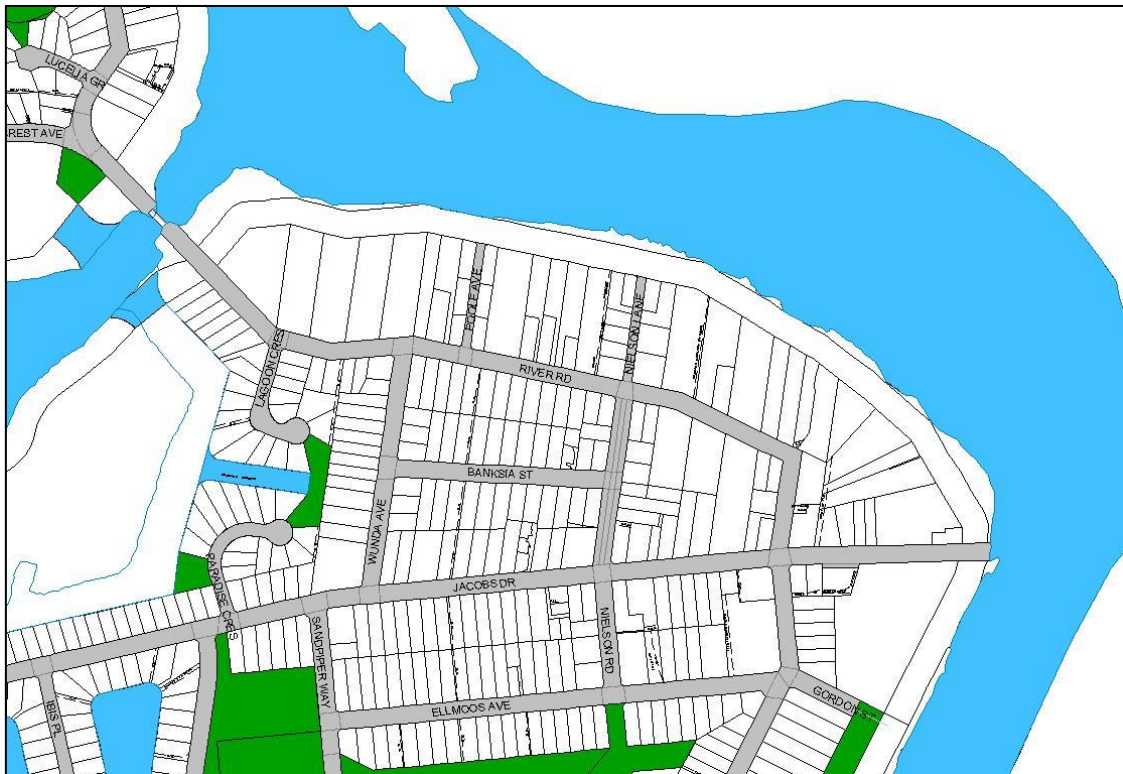 LUCELIA GR
REST AVE
POOLE AVE
NIELSON LANE
LAGOON CRES
RIVER RD
BANKSIA ST
WUNDA AVE
PARADISE CRES
JACOBS DR
SANDPIPER WAY
NIELSON RD
IBIS PL
ELLMOOS AVE
GORDON ST